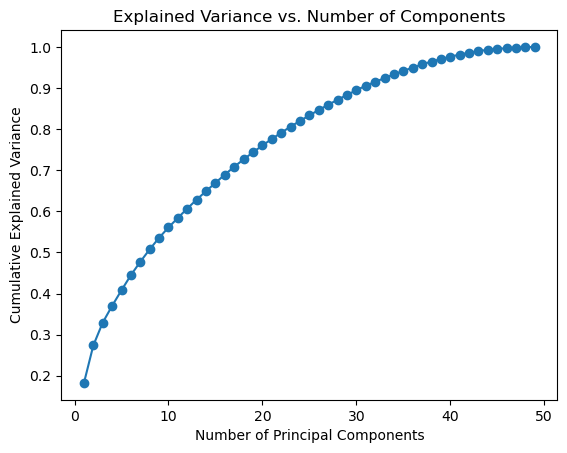 Explained Variance vs. Number of Components
Cumulative Explained Variance
1.0
0.9
0.8
0.7
0.6
0.5
0.4
0.3
0.2
0 10 20 30 40 50
Number of Principal Components